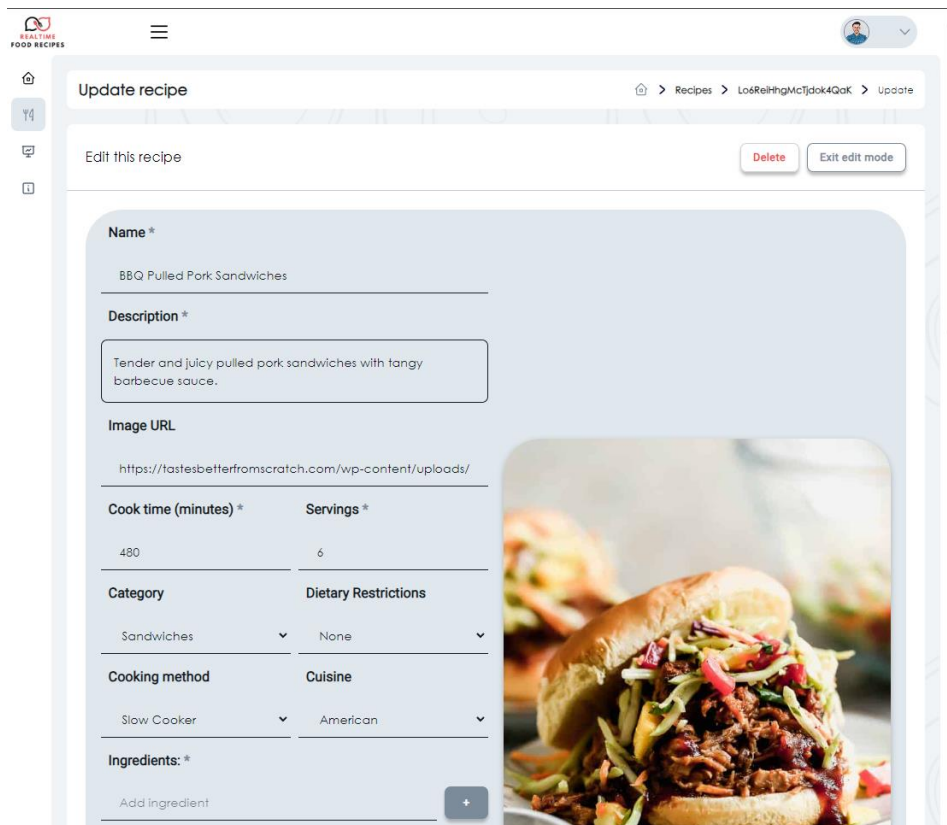 REALTIME
FOOD RECIPES
Update recipe
Recipes > Lo6ReiHhgMcTjdok4QaK > Update
Edit this recipe
Delete
Exit edit mode
Name *
BBQ Pulled Pork Sandwiches
Description *
Tender and juicy pulled pork sandwiches with tangy
barbecue sauce.
Image URL
https://tastesbetterfromscratch.com/wp-content/uploads/
Cook time (minutes) * Servings *
480 6
Category Dietary Restrictions
Sandwiches None
Cooking method Cuisine
Slow Cooker American
Ingredients: *
Add ingredient +